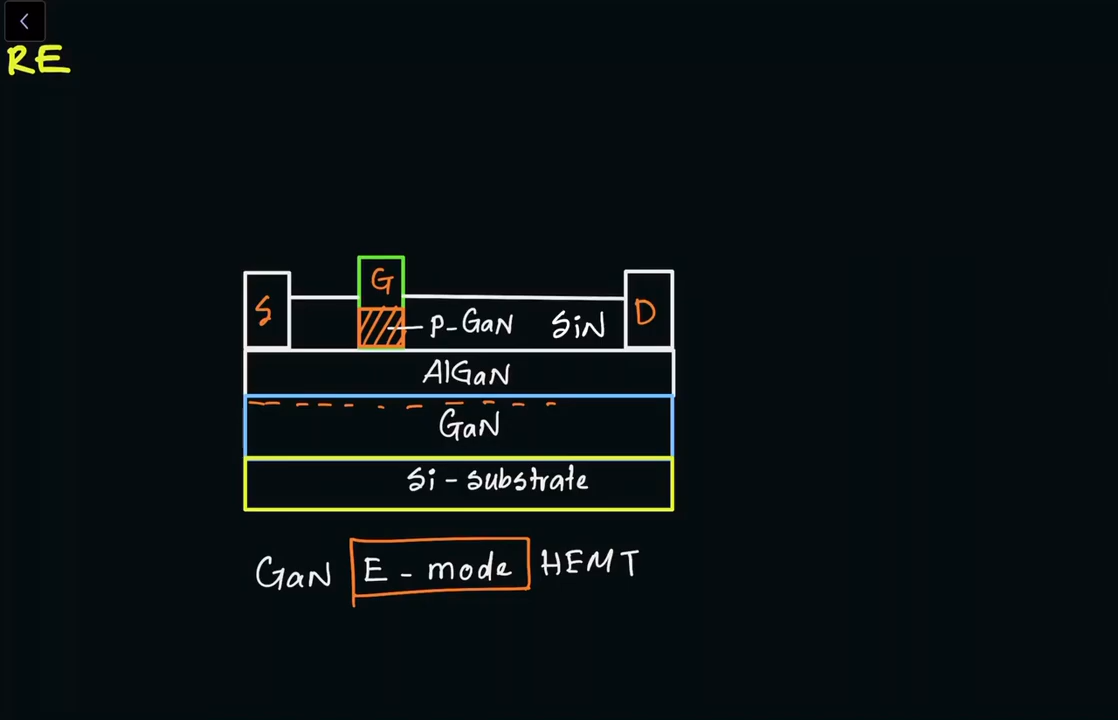 RE
G
S
p-GaN SiN
D
AlGaN
GaN
Si - substrate
GaN E - mode HEMT